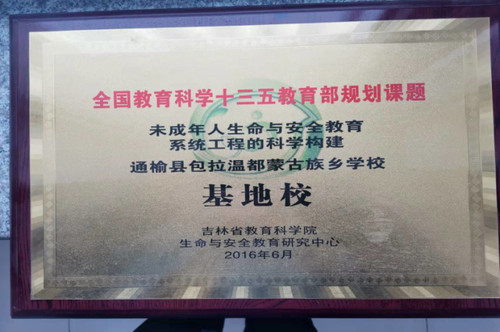 全国教育科学十三五教育部规划课题
未成年人生命与安全教育
系统工程的科学构建
通榆县包拉温都蒙古族乡学校
基地校
吉林省教育科学院
生命与安全教育研究中心
2016年6月